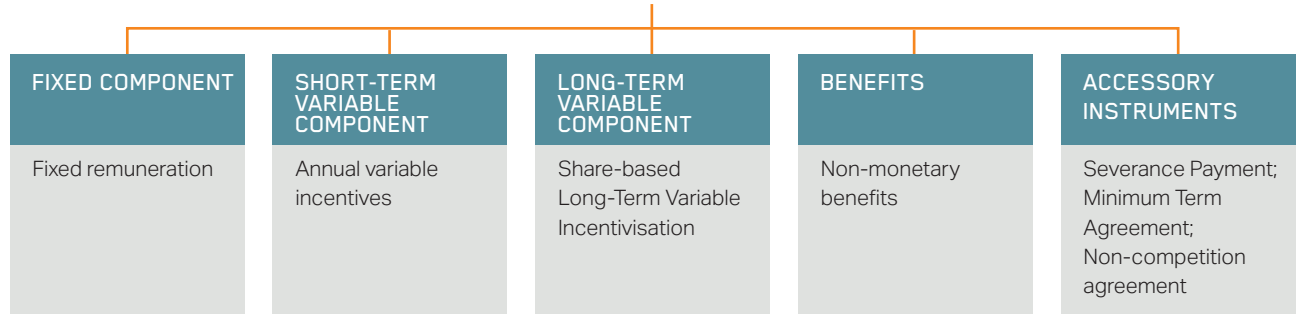 FIXED COMPONENT
Fixed remuneration
SHORT-TERM
VARIABLE
COMPONENT
Annual variable
incentives
LONG-TERM
VARIABLE
COMPONENT
Share-based
Long-Term Variable
Incentivisation
BENEFITS
Non-monetary
benefits
ACCESSORY
INSTRUMENTS
Severance Payment;
Minimum Term
Agreement;
Non-competition
agreement